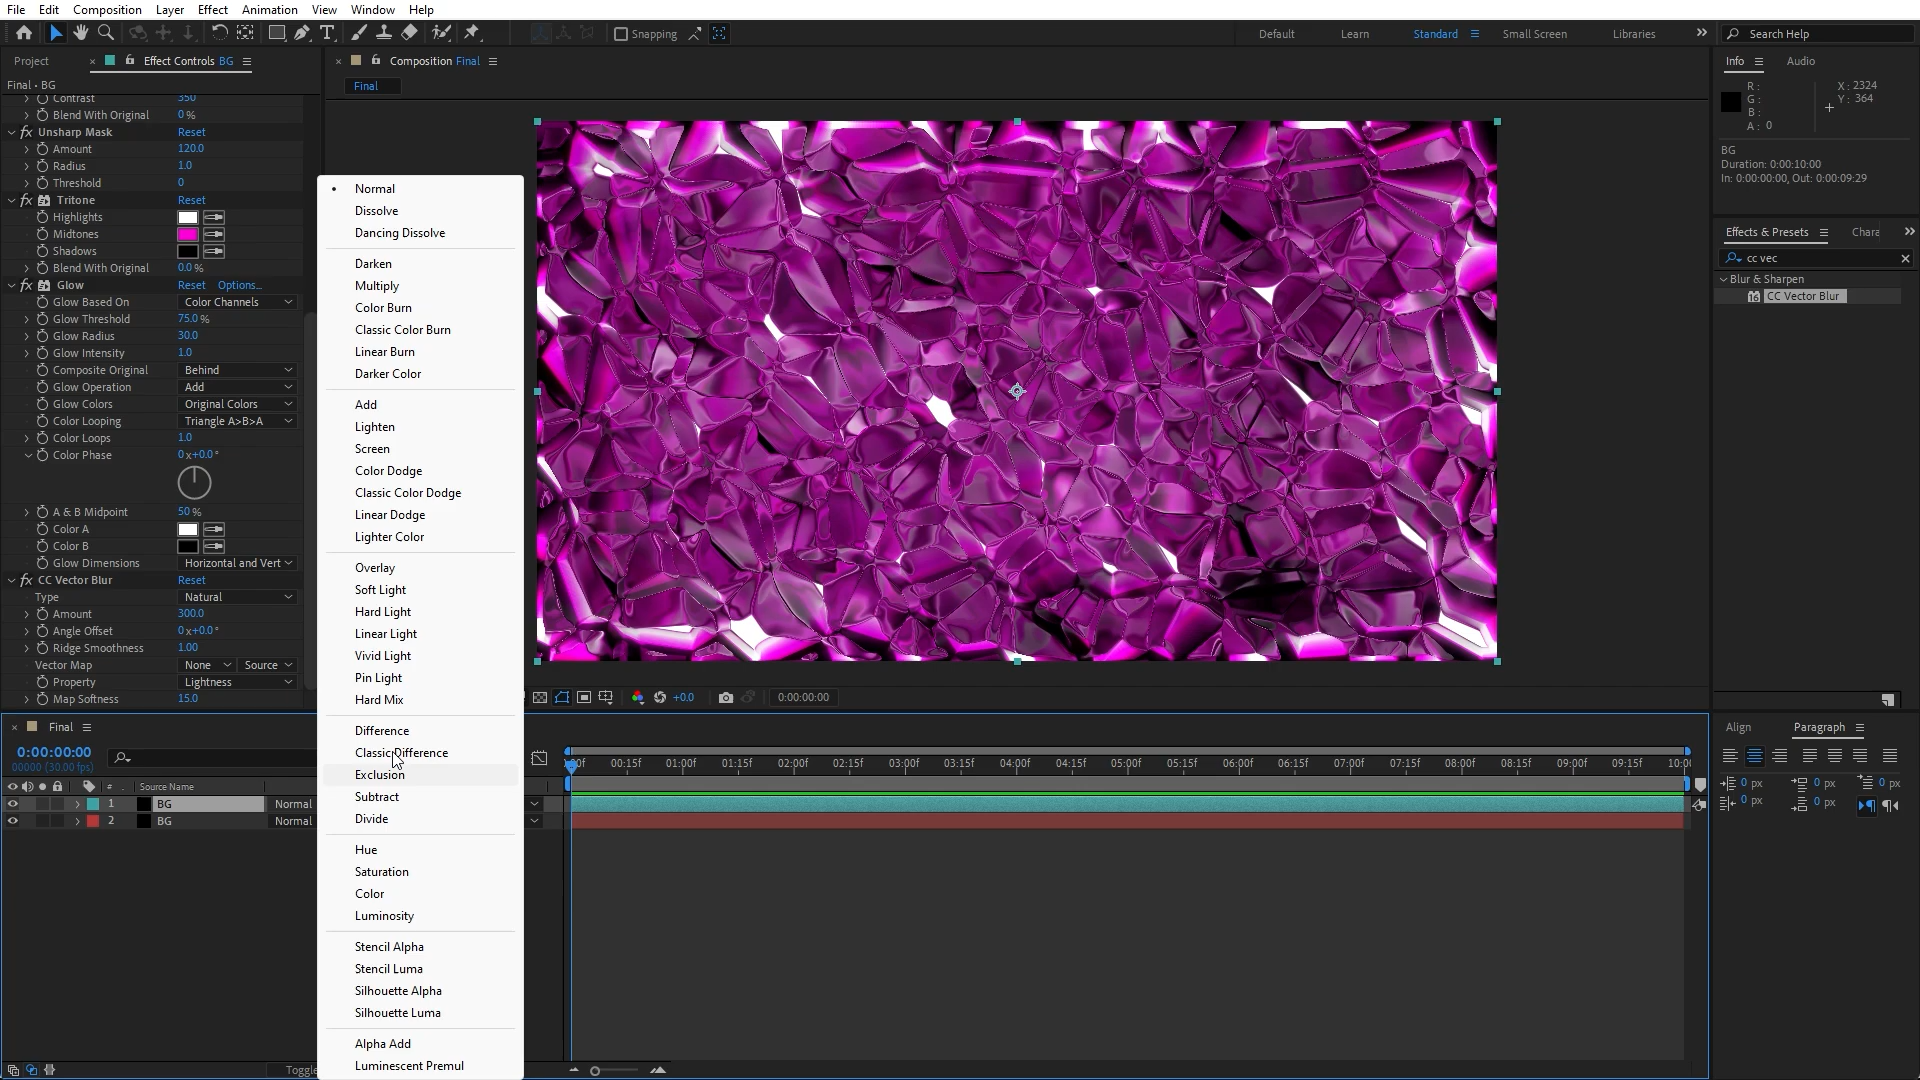 File Edit Composition Layer Effect Animation View Window Help
Snapping
Default Learn Standard Small Screen Libraries
Search Help
Project Effect Controls BG
Composition Final
Info Audio
Final • BG
Final
Contrast 350
Blend With Original 0 %
fx Unsharp Mask Reset
Amount 120.0
Radius 1.0
Threshold 0
fx Tritone Reset
Highlights
Midtones
Shadows
Blend With Original 0.0 %
fx Glow Reset Options...
Glow Based On Color Channels
Glow Threshold 75.0 %
Glow Radius 30.0
Glow Intensity 1.0
Composite Original Behind
Glow Operation Add
Glow Colors Original Colors
Color Looping Triangle A>B>A
Color Loops 1.0
Color Phase 0 x+0.0 °
A & B Midpoint 50 %
Color A
Color B
Glow Dimensions Horizontal and Vert
fx CC Vector Blur Reset
Type Natural
Amount 300.0
Angle Offset 0 x+0.0 °
Ridge Smoothness 1.00
Vector Map None Source
Property Lightness
Map Softness 15.0
Normal
Dissolve
Dancing Dissolve
Darken
Multiply
Color Burn
Classic Color Burn
Linear Burn
Darker Color
Add
Lighten
Screen
Color Dodge
Classic Color Dodge
Linear Dodge
Lighter Color
Overlay
Soft Light
Hard Light
Linear Light
Vivid Light
Pin Light
Hard Mix
Difference
Classic Difference
Exclusion
Subtract
Divide
Hue
Saturation
Color
Luminosity
Stencil Alpha
Stencil Luma
Silhouette Alpha
Silhouette Luma
Alpha Add
Luminescent Premul
+0.0 0:00:00:00
R :
G :
B :
A : 0
X : 2324
Y : 364
BG
Duration: 0:00:10:00
In: 0:00:00:00, Out: 0:00:09:29
Effects & Presets Chara
cc vec
Blur & Sharpen
CC Vector Blur
Align Paragraph
0 px 0 px 0 px
0 px 0 px
Final
0:00:00:00
00000 (30.00 fps)
# . Source Name
1 BG Normal
2 BG Normal
00f 00:15f 01:00f 01:15f 02:00f 02:15f 03:00f 03:15f 04:00f 04:15f 05:00f 05:15f 06:00f 06:15f 07:00f 07:15f 08:00f 08:15f 09:00f 09:15f 10:0
Toggle